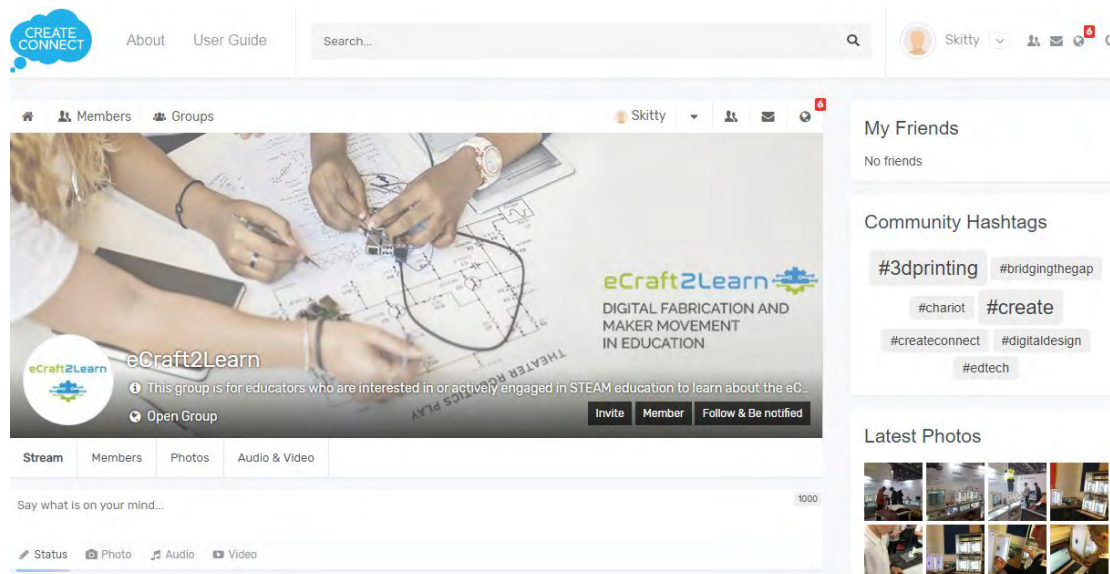 CREATE
CONNECT
About User Guide
Search...
Skitty
6
Members Groups
Skitty
6
eCraft2Learn
DIGITAL FABRICATION AND
MAKER MOVEMENT
IN EDUCATION
THEATER ROBOTICS PLAY
eCraft2Learn
eCraft2Learn
This group is for educators who are interested in or actively engaged in STEAM education to learn about the eC...
Open Group
Invite Member Follow & Be notified
Stream Members Photos Audio & Video
Say what is on your mind...
1000
Status Photo Audio Video
My Friends
No friends
Community Hashtags
#3dprinting #bridgingthegap
#chariot #create
#createconnect #digitaldesign
#edtech
Latest Photos